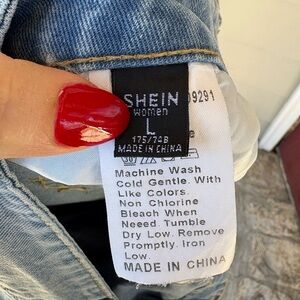 SHEIN
Women
L
175/74B
MADE IN CHINA
09291
e
Machine Wash
Cold Gentle. With
Like Colors.
Non Chlorine
Bleach When
Neeed. Tumble
Dry Low. Remove
Promptly. Iron
Low.
MADE IN CHINA